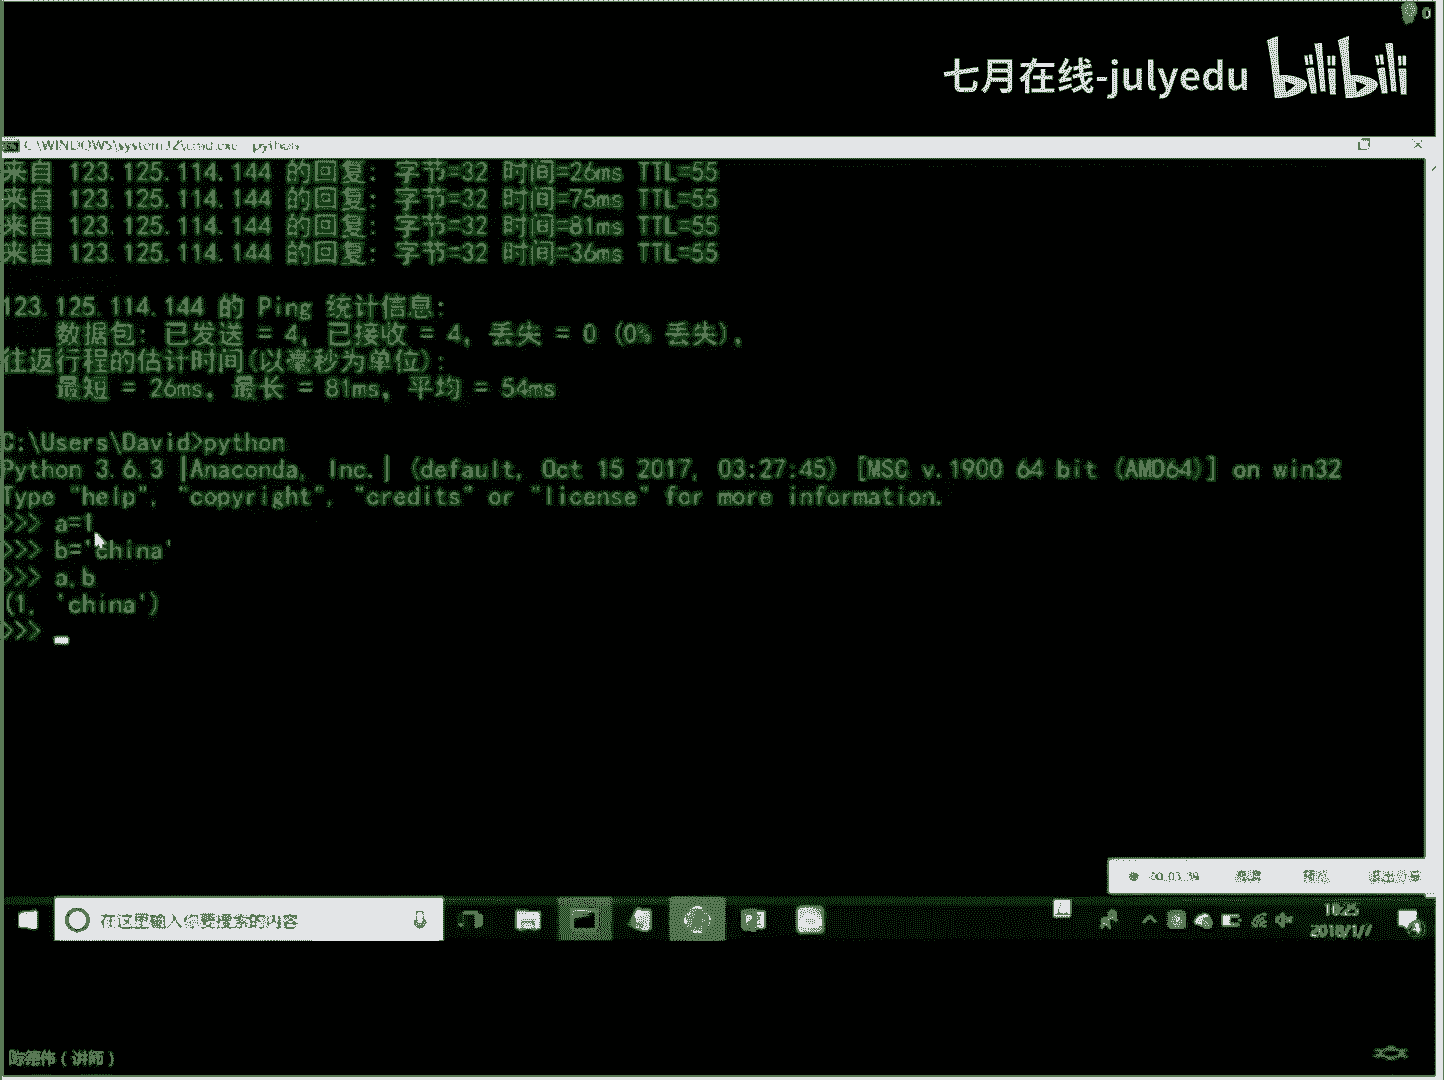 0
七月在线-julyedu bilibili
C:\WINDOWS\system32\cmd.exe - python
来自 123.125.114.144 的回复: 字节=32 时间=26ms TTL=55
来自 123.125.114.144 的回复: 字节=32 时间=75ms TTL=55
来自 123.125.114.144 的回复: 字节=32 时间=81ms TTL=55
来自 123.125.114.144 的回复: 字节=32 时间=36ms TTL=55
123.125.114.144 的 Ping 统计信息:
数据包: 已发送 = 4，已接收 = 4，丢失 = 0 (0% 丢失)，
往返行程的估计时间(以毫秒为单位):
最短 = 26ms，最长 = 81ms，平均 = 54ms
C:\Users\David>python
Python 3.6.3 |Anaconda, Inc.| (default, Oct 15 2017, 03:27:45) [MSC v.1900 64 bit (AMD64)] on win32
Type "help", "copyright", "credits" or "license" for more information.
>>> a=1
>>> b='china'
>>> a,b
(1, 'china')
>>>
00:03:39 预览 退出分享
在这里输入你要搜索的内容
16:25
2018/1/7
4
陈德伟（讲师）